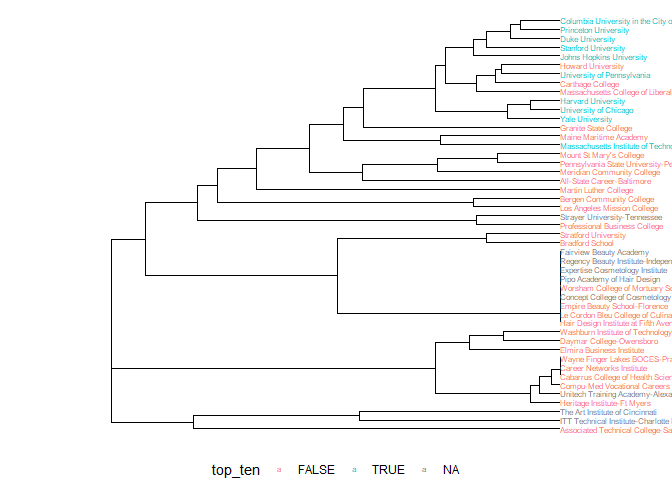 Columbia University in the City o
Princeton University
Duke University
Stanford University
Johns Hopkins University
Howard University
University of Pennsylvania
Carthage College
Massachusetts College of Liberal
Harvard University
University of Chicago
Yale University
Granite State College
Maine Maritime Academy
Massachusetts Institute of Techno
Mount St Mary's College
Pennsylvania State University-Pe
Meridian Community College
All-State Career-Baltimore
Martin Luther College
Bergen Community College
Los Angeles Mission College
Strayer University-Tennessee
Professional Business College
Stratford University
Bradford School
Fairview Beauty Academy
Regency Beauty Institute-Indepen
Expertise Cosmetology Institute
Pipo Academy of Hair Design
Worsham College of Mortuary Sc
Concept College of Cosmetology
Empire Beauty School-Florence
Le Cordon Bleu College of Culina
Hair Design Institute at Fifth Aven
Washburn Institute of Technology
Daymar College-Owensboro
Elmira Business Institute
Wayne Finger Lakes BOCES-Pra
Career Networks Institute
Cabarrus College of Health Scien
Compu-Med Vocational Careers
Unitech Training Academy-Alexa
Heritage Institute-Ft Myers
The Art Institute of Cincinnati
ITT Technical Institute-Charlotte
Associated Technical College-Sa
top_ten a FALSE a TRUE a NA